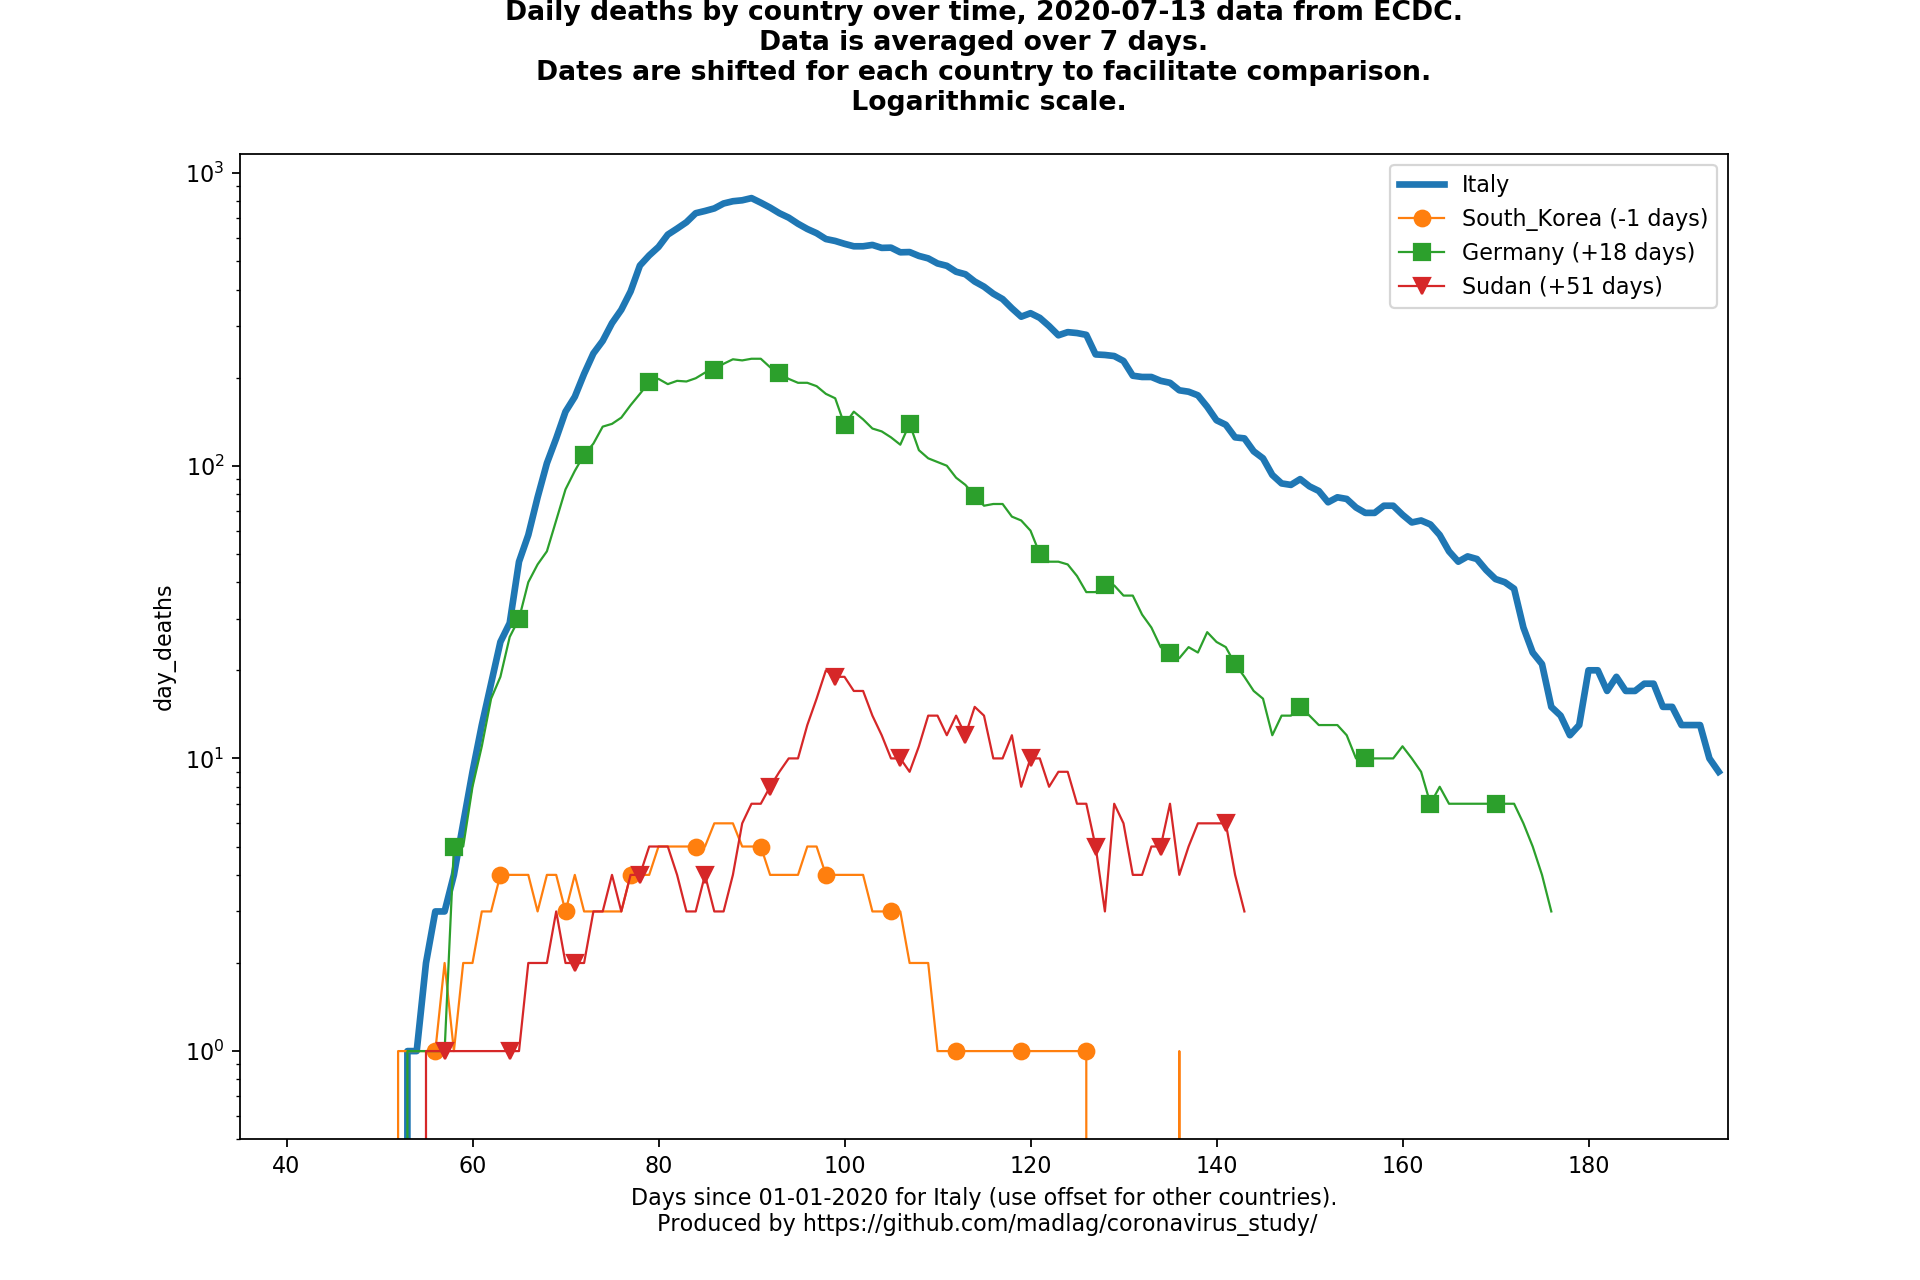 Daily deaths by country over time, 2020-07-13 data from ECDC.
Data is averaged over 7 days.
Dates are shifted for each country to facilitate comparison.
Logarithmic scale.
10³
10²
10¹
10⁰
day_deaths
Italy
South_Korea (-1 days)
Germany (+18 days)
Sudan (+51 days)
40 60 80 100 120 140 160 180
Days since 01-01-2020 for Italy (use offset for other countries).
Produced by https://github.com/madlag/coronavirus_study/